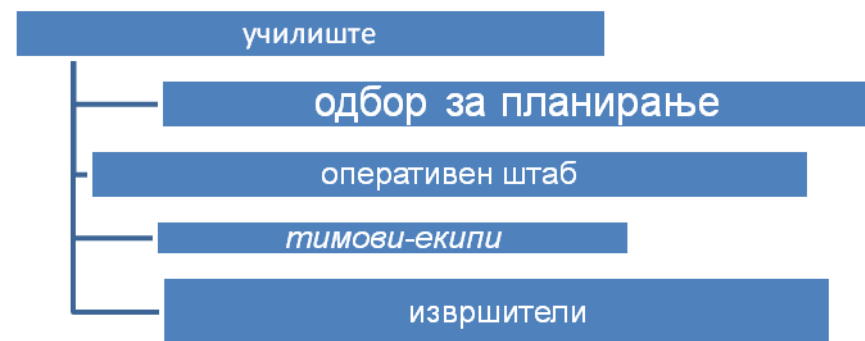 училиште
одбор за планирање
оперативен штаб
тимови-екипи
извршители